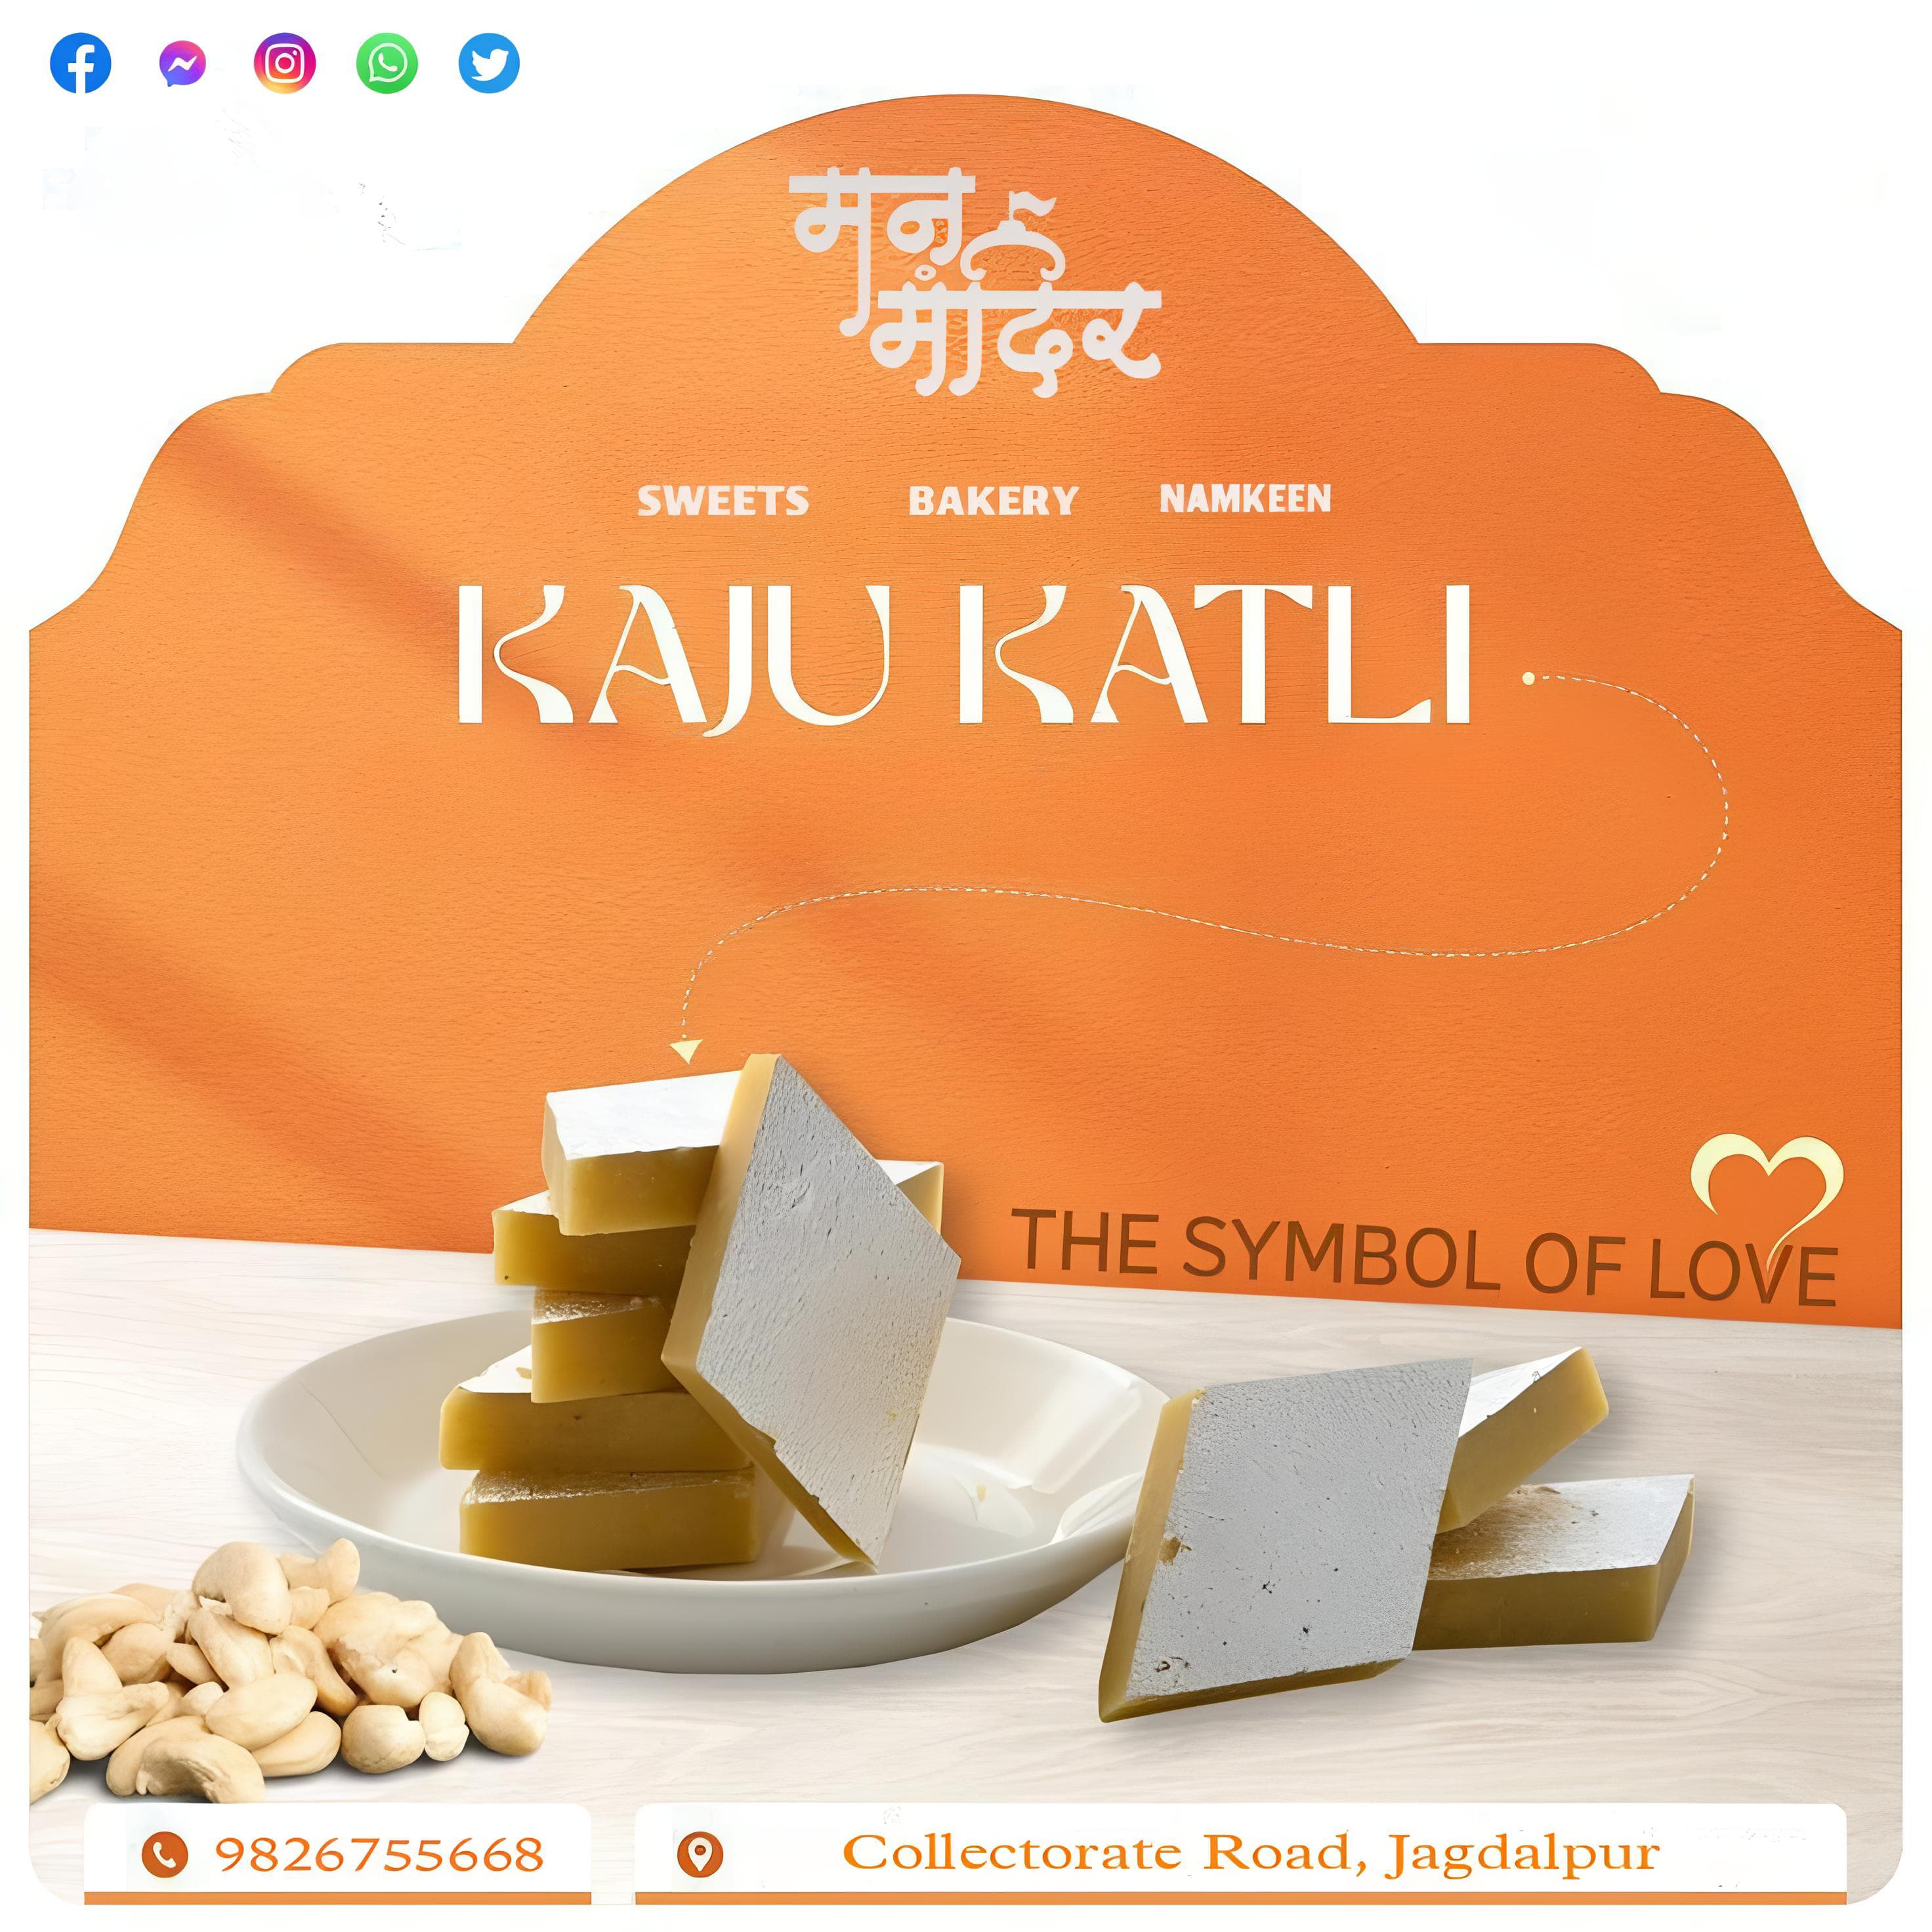 मन
मंदिर
SWEETS BAKERY NAMKEEN
KAJU KATLI
THE SYMBOL OF LOVE
9826755668
Collectorate Road, Jagdalpur